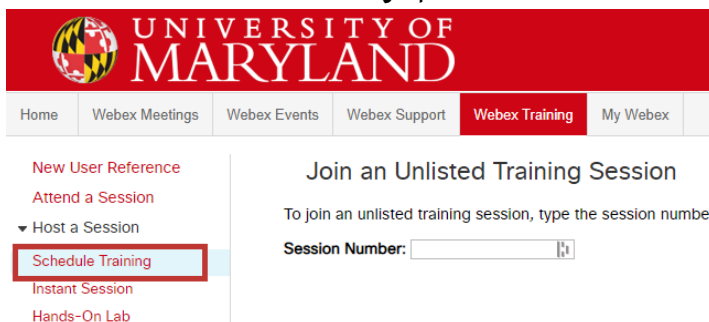 UNIVERSITY OF
MARYLAND
Home Webex Meetings Webex Events Webex Support Webex Training My Webex
New User Reference
Attend a Session
Host a Session
Schedule Training
Instant Session
Hands-On Lab
Join an Unlisted Training Session
To join an unlisted training session, type the session numbe
Session Number: